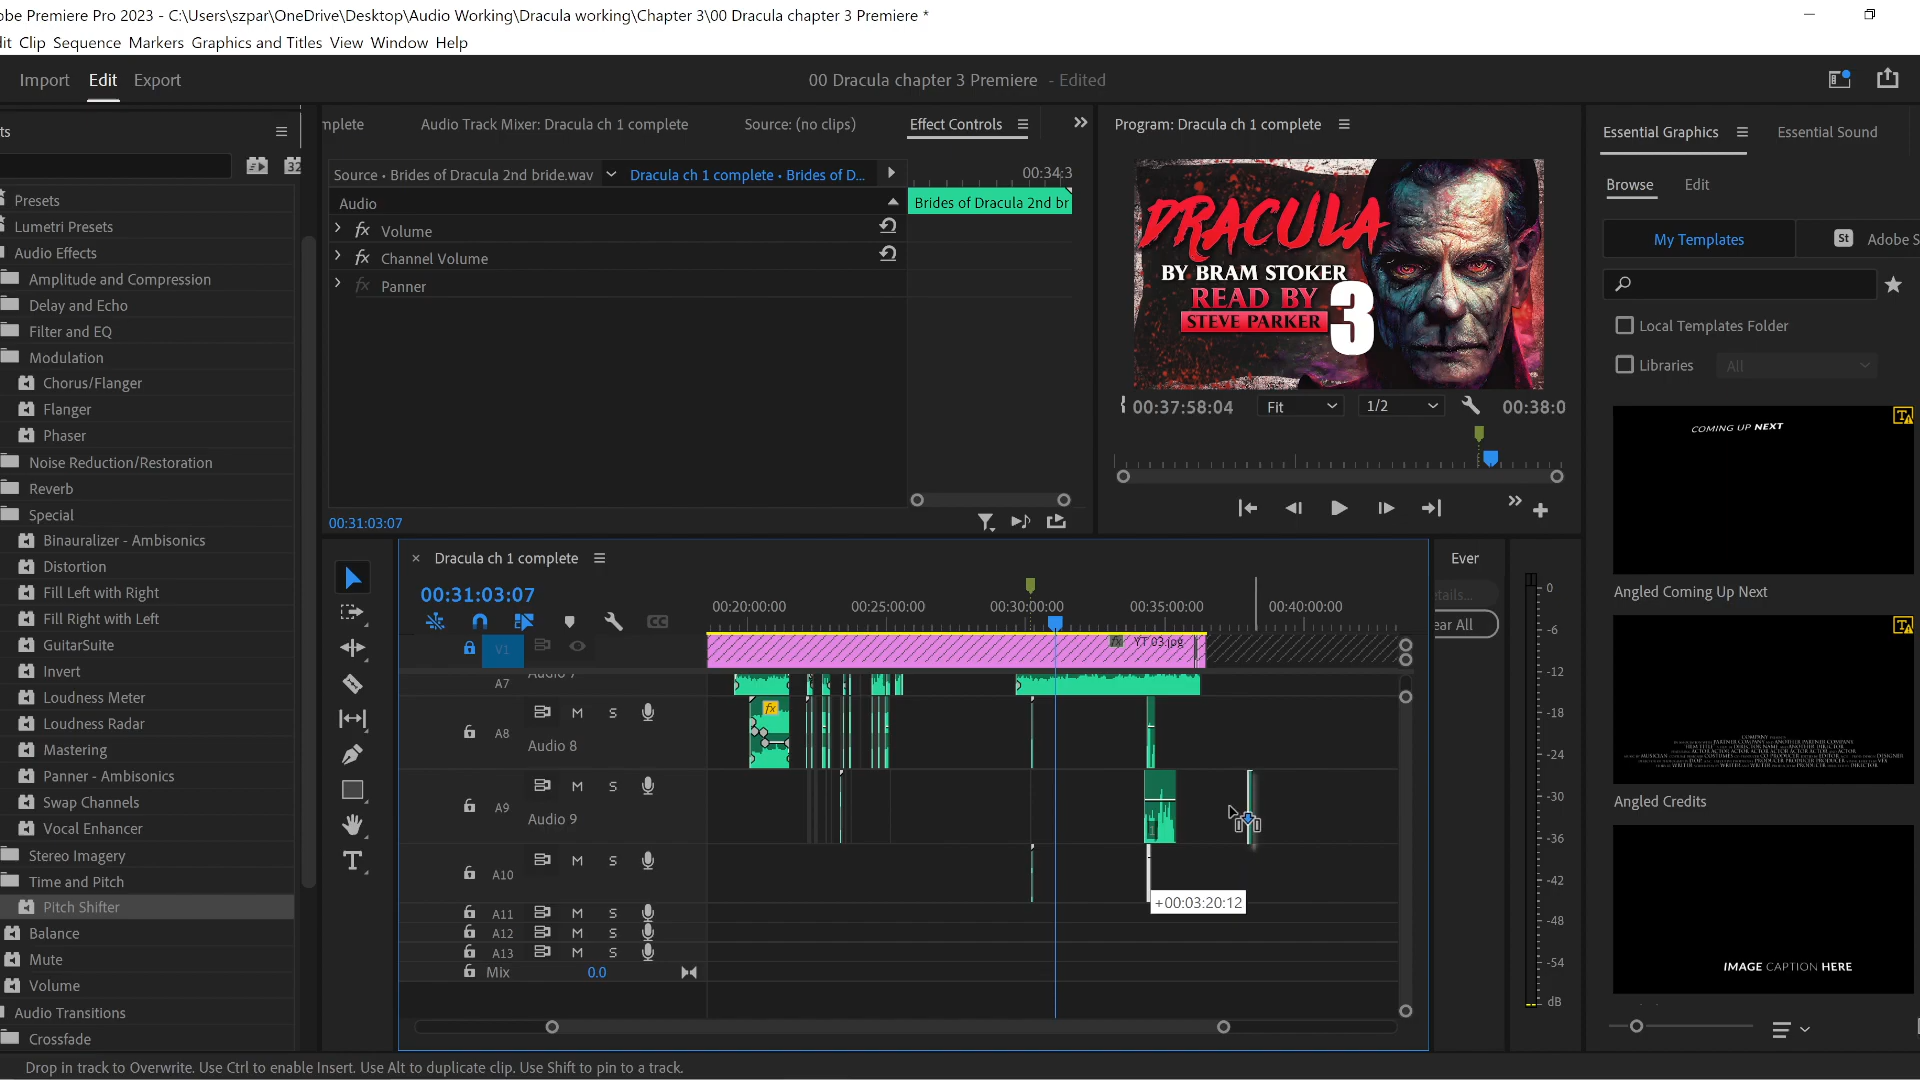 obe Premiere Pro 2023 - C:\Users\szpar\OneDrive\Desktop\Audio Working\Dracula working\Chapter 3\00 Dracula chapter 3 Premiere *
dit Clip Sequence Markers Graphics and Titles View Window Help
Import Edit Export
00 Dracula chapter 3 Premiere - Edited
ts
32
Presets
Lumetri Presets
Audio Effects
Amplitude and Compression
Delay and Echo
Filter and EQ
Modulation
Chorus/Flanger
Flanger
Phaser
Noise Reduction/Restoration
Reverb
Special
Binauralizer - Ambisonics
Distortion
Fill Left with Right
Fill Right with Left
GuitarSuite
Invert
Loudness Meter
Loudness Radar
Mastering
Panner - Ambisonics
Swap Channels
Vocal Enhancer
Stereo Imagery
Time and Pitch
Pitch Shifter
Balance
Mute
Volume
Audio Transitions
Crossfade
mplete Audio Track Mixer: Dracula ch 1 complete Source: (no clips) Effect Controls
Source • Brides of Dracula 2nd bride.wav Dracula ch 1 complete • Brides of D...
00:34:3
Audio
Brides of Dracula 2nd br
fx Volume
fx Channel Volume
fx Panner
00:31:03:07
Program: Dracula ch 1 complete
DRACULA
BY BRAM STOKER
READ BY
STEVE PARKER
3
00:37:58:04 Fit 1/2 00:38:0
Essential Graphics Essential Sound
Browse Edit
My Templates St Adobe S
Local Templates Folder
Libraries All
COMING UP NEXT
Angled Coming Up Next
Angled Credits
IMAGE CAPTION HERE
Dracula ch 1 complete
00:31:03:07
CC
00:20:00:00 00:25:00:00 00:30:00:00 00:35:00:00 00:40:00:00
V1
fx YT 03.jpg
A7 Audio 7
A8 M S
Audio 8
fx
A9 M S
Audio 9
A10 M S
+00:03:20:12
A11 M S
A12 M S
A13 M S
Mix 0.0
Ever
etails...
ear All
0
-6
-12
-18
-24
-30
-36
-42
-48
-54
dB
T
Drop in track to Overwrite. Use Ctrl to enable Insert. Use Alt to duplicate clip. Use Shift to pin to a track.